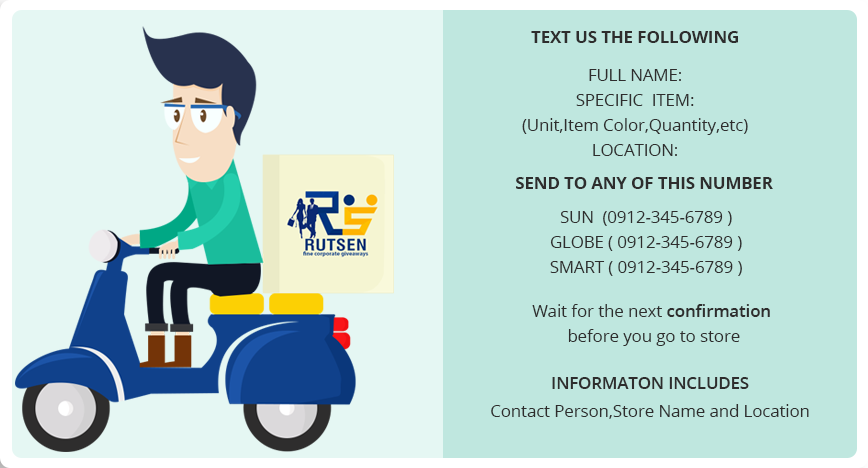 RS
RUTSEN
fine corporate giveaways
TEXT US THE FOLLOWING
FULL NAME:
SPECIFIC  ITEM:
(Unit,Item Color,Quantity,etc)
LOCATION:
SEND TO ANY OF THIS NUMBER
SUN  (0912-345-6789 )
GLOBE ( 0912-345-6789 )
SMART ( 0912-345-6789 )
Wait for the next confirmation
before you go to store
INFORMATON INCLUDES
Contact Person,Store Name and Location